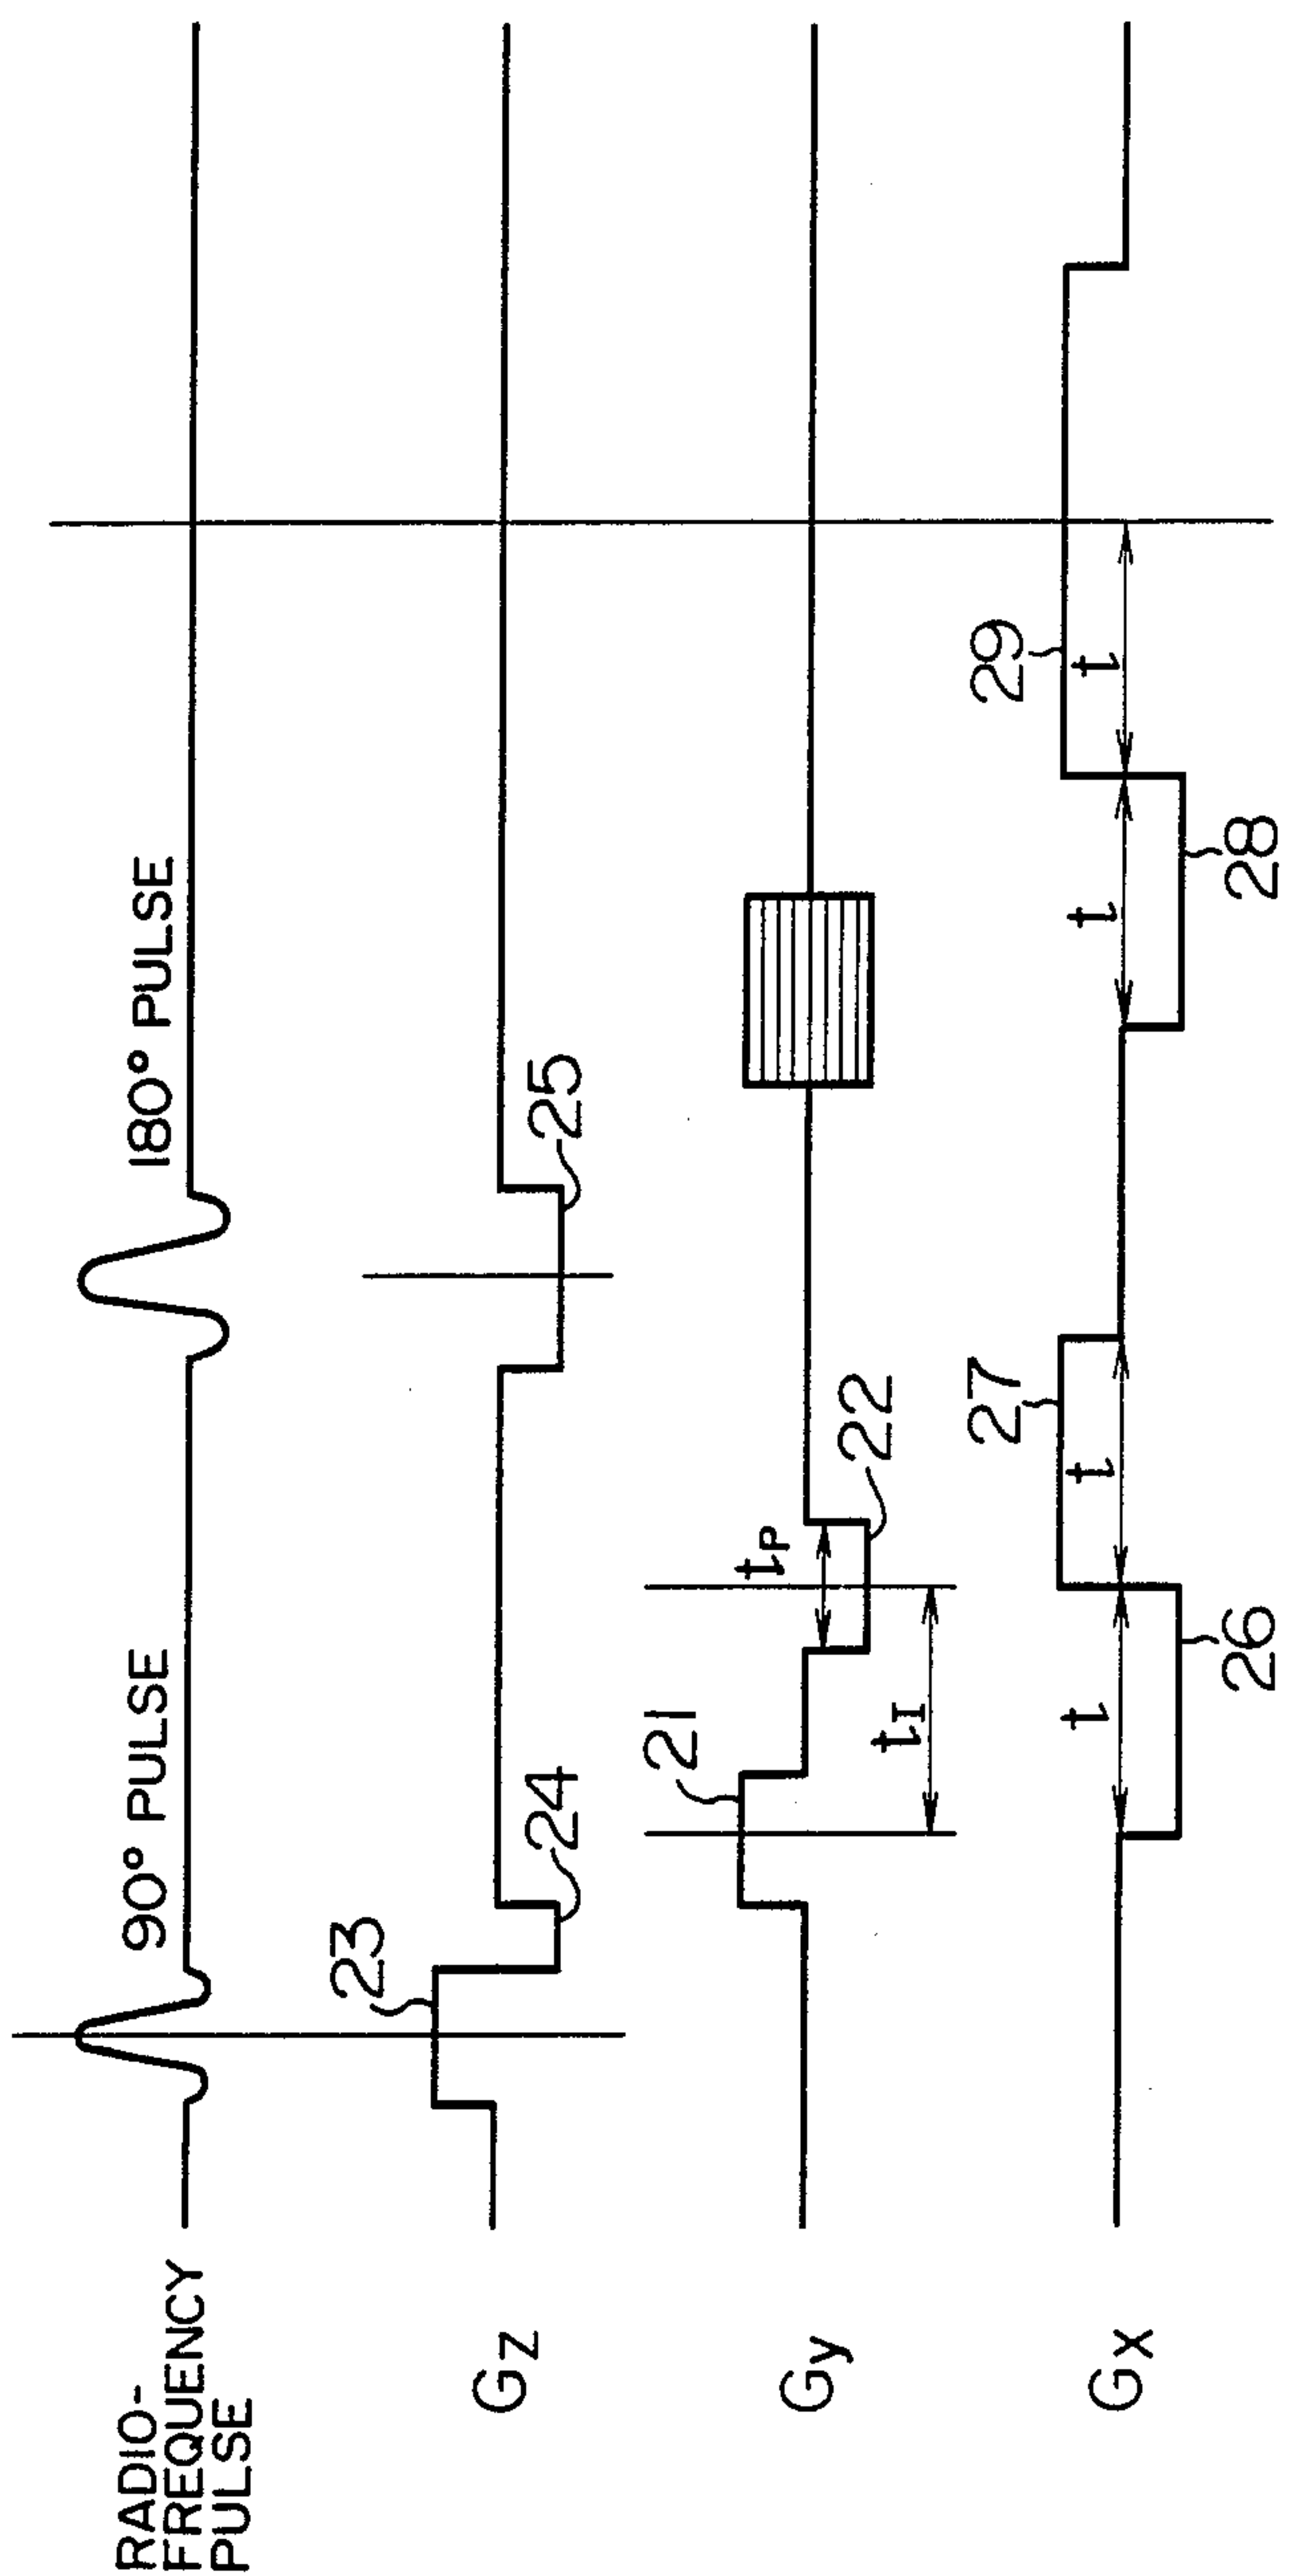 RADIO-
FREQUENCY
PULSE
90° PULSE
180° PULSE
Gz
23
24
25
Gy
21
tI
tP
22
Gx
t
26
t
27
t
28
t
29